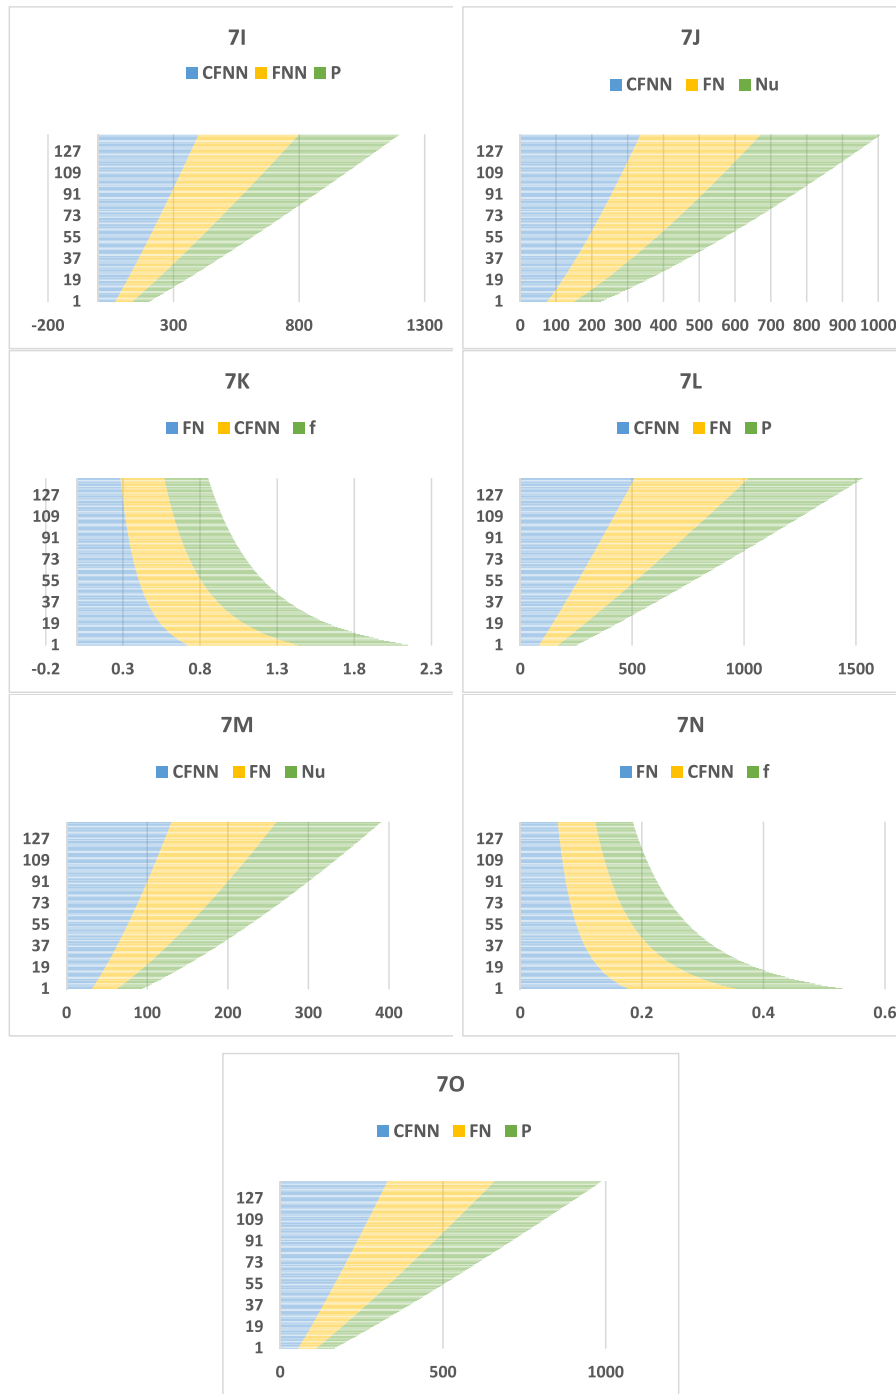 7I
CFNN FNN P
127
109
91
73
55
37
19
1
-200 300 800 1300
7J
CFNN FN Nu
127
109
91
73
55
37
19
1
0 100 200 300 400 500 600 700 800 900 1000
7K
FN CFNN f
127
109
91
73
55
37
19
1
-0.2 0.3 0.8 1.3 1.8 2.3
7L
CFNN FN P
127
109
91
73
55
37
19
1
0 500 1000 1500
7M
CFNN FN Nu
127
109
91
73
55
37
19
1
0 100 200 300 400
7N
FN CFNN f
127
109
91
73
55
37
19
1
0 0.2 0.4 0.6
7O
CFNN FN P
127
109
91
73
55
37
19
1
0 500 1000